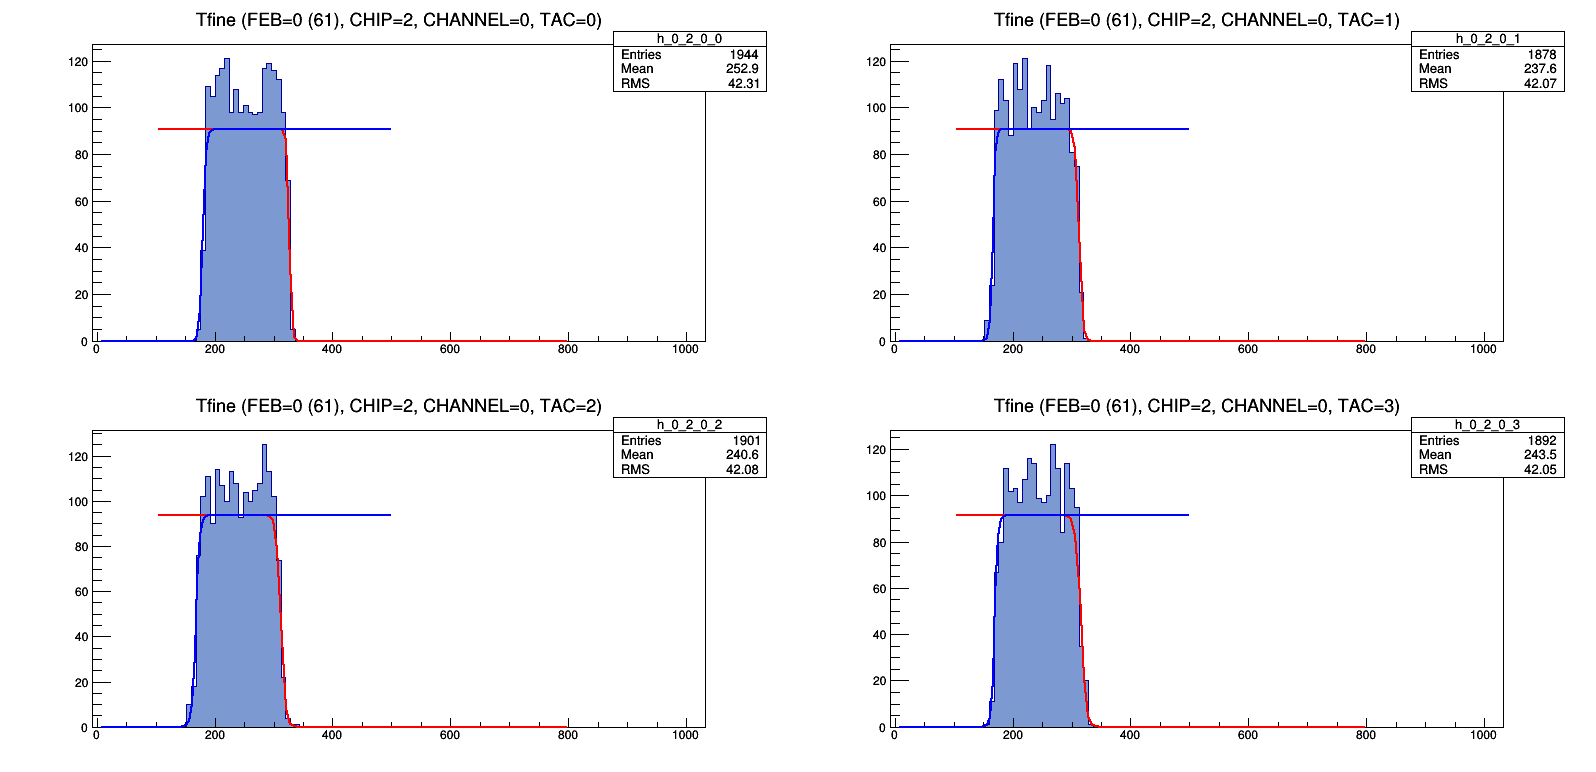 Tfine (FEB=0 (61), CHIP=2, CHANNEL=0, TAC=0)
h_0_2_0_0
Entries 1944
Mean 252.9
RMS 42.31
120
100
80
60
40
20
0
0 200 400 600 800 1000
Tfine (FEB=0 (61), CHIP=2, CHANNEL=0, TAC=1)
h_0_2_0_1
Entries 1878
Mean 237.6
RMS 42.07
120
100
80
60
40
20
0
0 200 400 600 800 1000
Tfine (FEB=0 (61), CHIP=2, CHANNEL=0, TAC=2)
h_0_2_0_2
Entries 1901
Mean 240.6
RMS 42.08
120
100
80
60
40
20
0
0 200 400 600 800 1000
Tfine (FEB=0 (61), CHIP=2, CHANNEL=0, TAC=3)
h_0_2_0_3
Entries 1892
Mean 243.5
RMS 42.05
120
100
80
60
40
20
0
0 200 400 600 800 1000